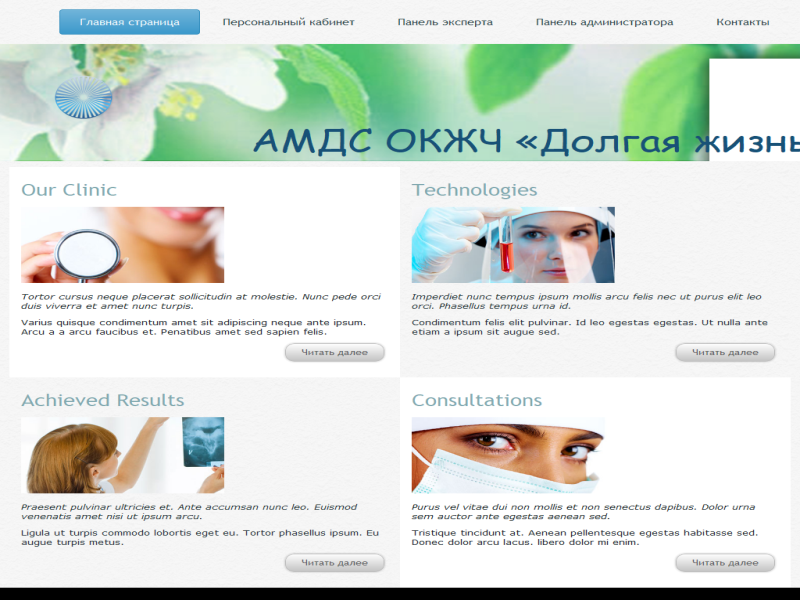 Главная страница Персональный кабинет Панель эксперта Панель администратора Контакты
АМДС ОКЖЧ «Долгая жизнь
Our Clinic
Tortor cursus neque placerat sollicitudin at molestie. Nunc pede orci
duis viverra et amet nunc turpis.
Varius quisque condimentum amet sit adipiscing neque ante ipsum.
Arcu a a arcu faucibus et. Penatibus amet sed sapien felis.
Читать далее
Technologies
Imperdiet nunc tempus ipsum mollis arcu felis nec ut purus elit leo
orci. Phasellus tempus urna id.
Condimentum felis elit pulvinar. Id leo egestas egestas. Ut nulla ante
etiam a ipsum sit augue sed.
Читать далее
Achieved Results
Praesent pulvinar ultricies et. Ante accumsan nunc leo. Euismod
venenatis amet nisi ut ipsum arcu.
Ligula ut turpis commodo lobortis eget eu. Tortor phasellus ipsum. Eu
augue turpis metus.
Читать далее
Consultations
Purus vel vitae dui non mollis et non senectus dapibus. Dolor urna
sem auctor ante egestas aenean sed.
Tristique tincidunt at. Aenean pellentesque egestas habitasse sed.
Donec dolor arcu lacus. libero dolor mi enim.
Читать далее